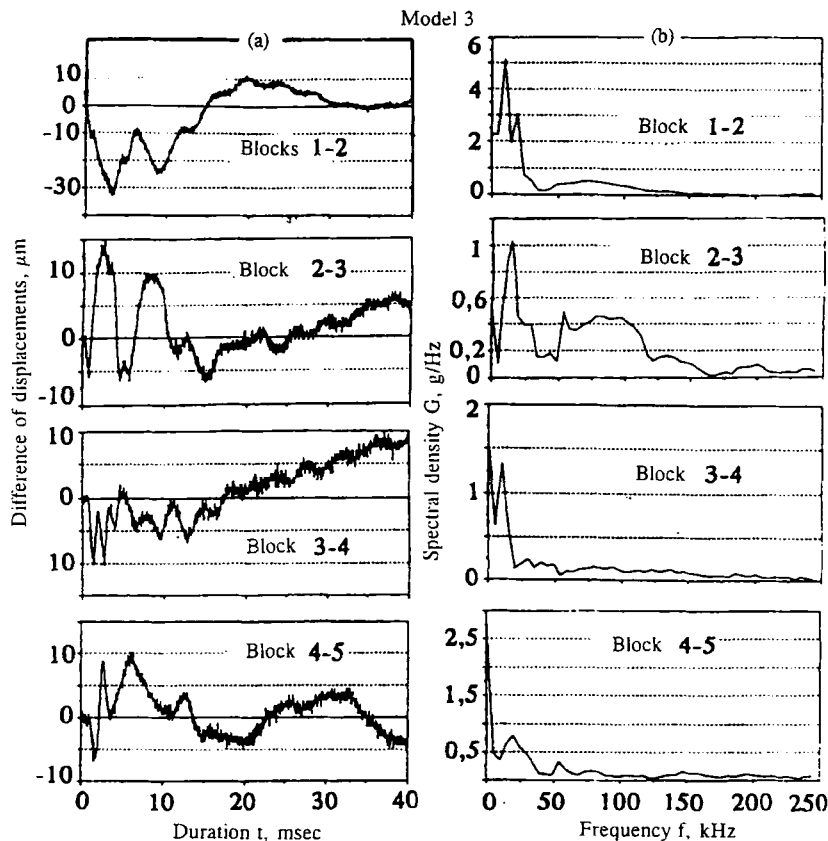 Model 3
(a)
10
0
-10
-30
Blocks 1-2
10
0
-10
Block 2-3
10
0
10
Block 3-4
10
0
-10
Block 4-5
0 10 20 30 40
Difference of displacements, μm
Duration t, msec
(b)
6
5
4
2
0
Block 1-2
1
0,6
0,2
0
Block 2-3
2
1
0
Block 3-4
2,5
1,5
0,5
Block 4-5
0 50 100 150 200 250
Spectral density G, g/Hz
Frequency f, kHz